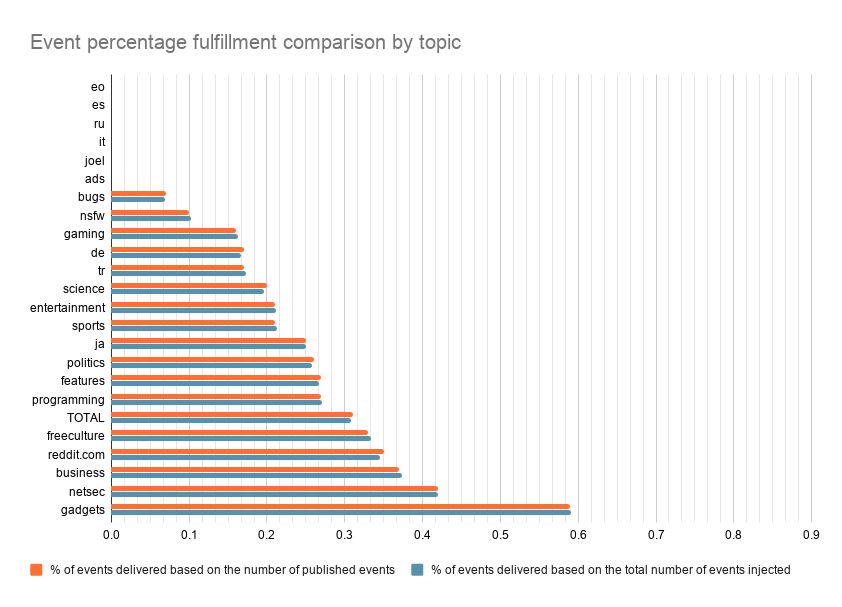 Event percentage fulfillment comparison by topic
eo
es
ru
it
joel
ads
bugs
nsfw
gaming
de
tr
science
entertainment
sports
ja
politics
features
programming
TOTAL
freeculture
reddit.com
business
netsec
gadgets
0.0 0.1 0.2 0.3 0.4 0.5 0.6 0.7 0.8 0.9
% of events delivered based on the number of published events % of events delivered based on the total number of events injected